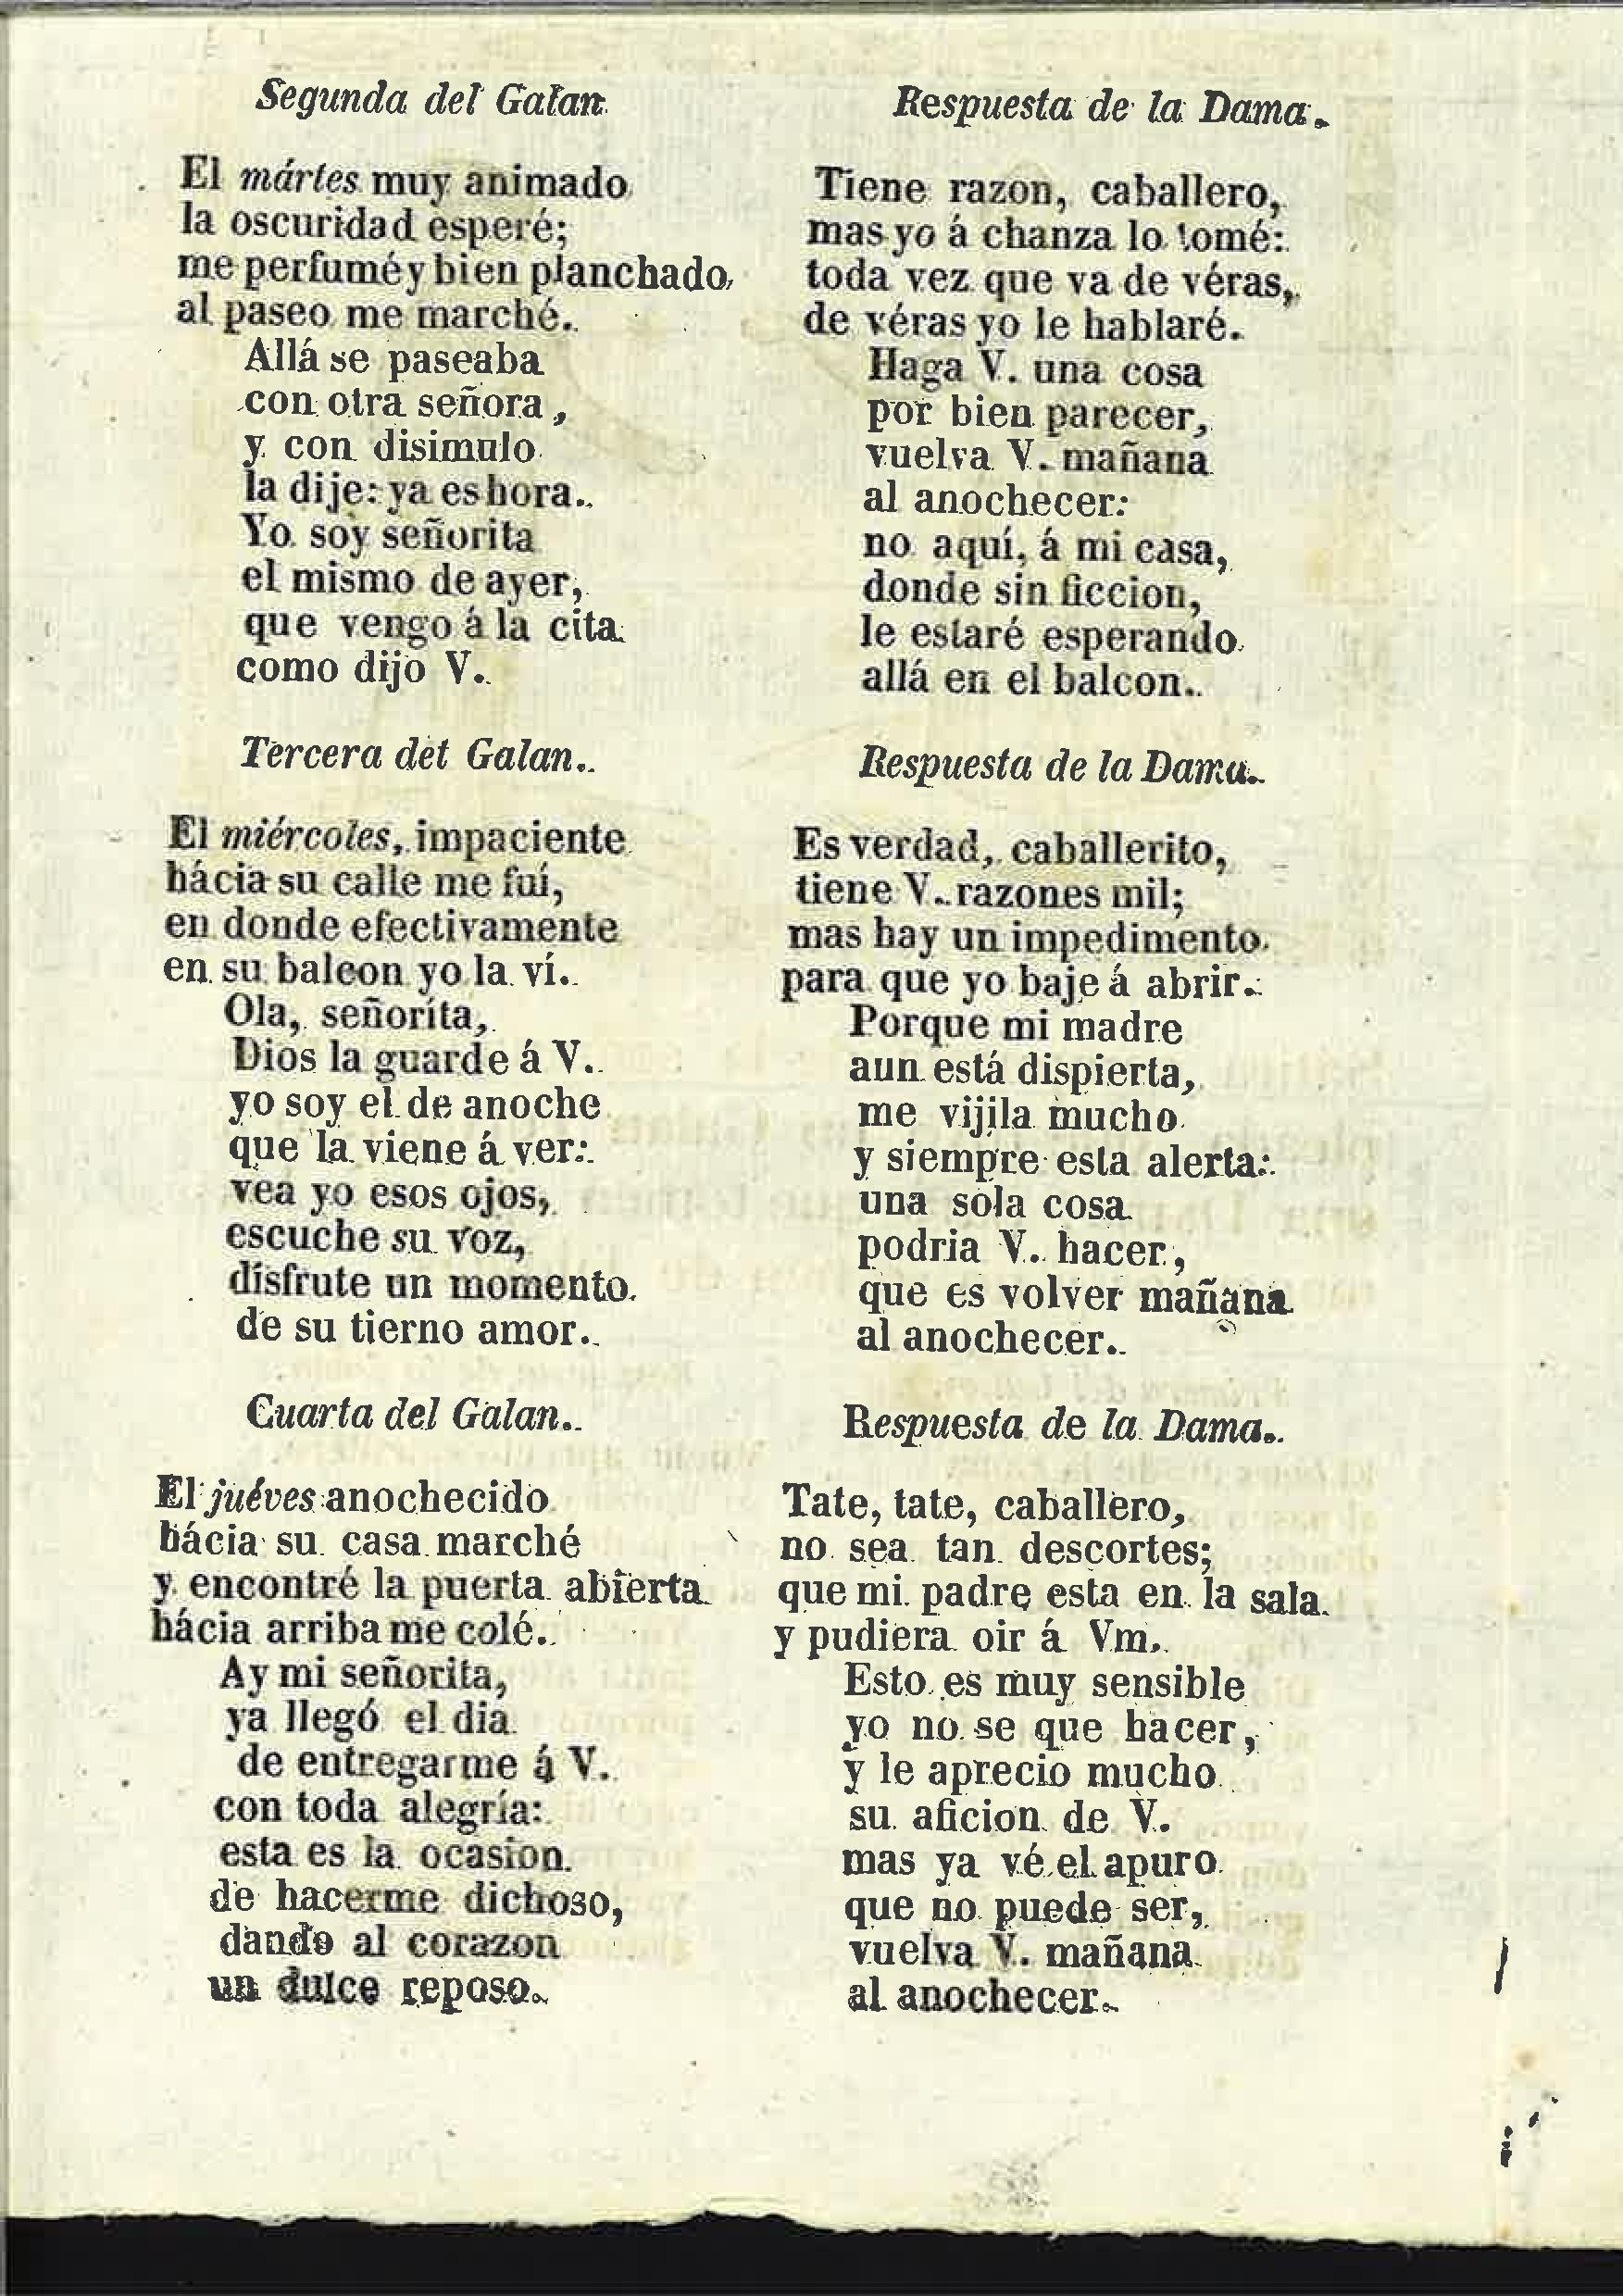 Segunda del Galan
El mártes muy animado
la oscuridad esperé;
me perfumé y bien planchado,
al paseo me marché.
Allá se paseaba
con otra señora,
y con disimulo
la dije: ya es hora.
Yo soy señorita
el mismo de ayer,
que vengo á la cita
como dijo V.
Tercera del Galan.
El miércoles, impaciente
hácia su calle me fuí,
en donde efectivamente
en su balcon yo la ví.
Ola, señorita,
Dios la guarde á V.
yo soy el de anoche
que la viene á ver:
vea yo esos ojos,
escuche su voz,
disfrute un momento
de su tierno amor.
Cuarta del Galan.
El juéves anochecido
hácia su casa marché
y encontré la puerta abierta
hácia arriba me colé.
Ay mi señorita,
ya llegó el dia
de entregarme á V.
con toda alegría:
esta es la ocasion
de hacerme dichoso,
dando al corazon
un dulce reposo.
Respuesta de la Dama.
Tiene razon, caballero,
mas yo á chanza lo tomé:
toda vez que va de véras,
de véras yo le hablaré.
Haga V. una cosa
por bien parecer,
vuelva V. mañana
al anochecer:
no aquí, á mi casa,
donde sin ficcion,
le estaré esperando
allá en el balcon.
Respuesta de la Dama.
Es verdad, caballerito,
tiene V. razones mil;
mas hay un impedimento
para que yo baje á abrir.
Porque mi madre
aun está dispierta,
me vijila mucho
y siempre esta alerta:
una sola cosa
podria V. hacer,
que es volver mañana
al anochecer.
Respuesta de la Dama.
Tate, tate, caballero,
no sea tan descortes;
que mi padre esta en la sala
y pudiera oir á Vm.
Esto es muy sensible
yo no se que hacer,
y le aprecio mucho
su aficion de V.
mas ya vé el apuro
que no puede ser,
vuelva V. mañana
al anochecer.